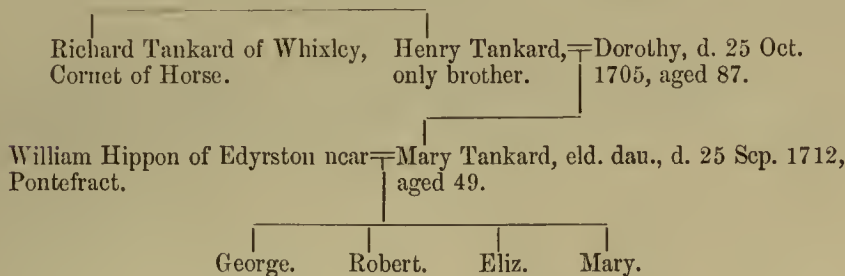 Richard Tankard of Whixley, Henry Tankard,=Dorothy, d. 25 Oct.
Cornet of Horse. only brother. 1705, aged 87.
William Hippon of Edyrston near=Mary Tankard, eld. dau., d. 25 Sep. 1712,
Pontefract. aged 49.
George. Robert. Eliz. Mary.